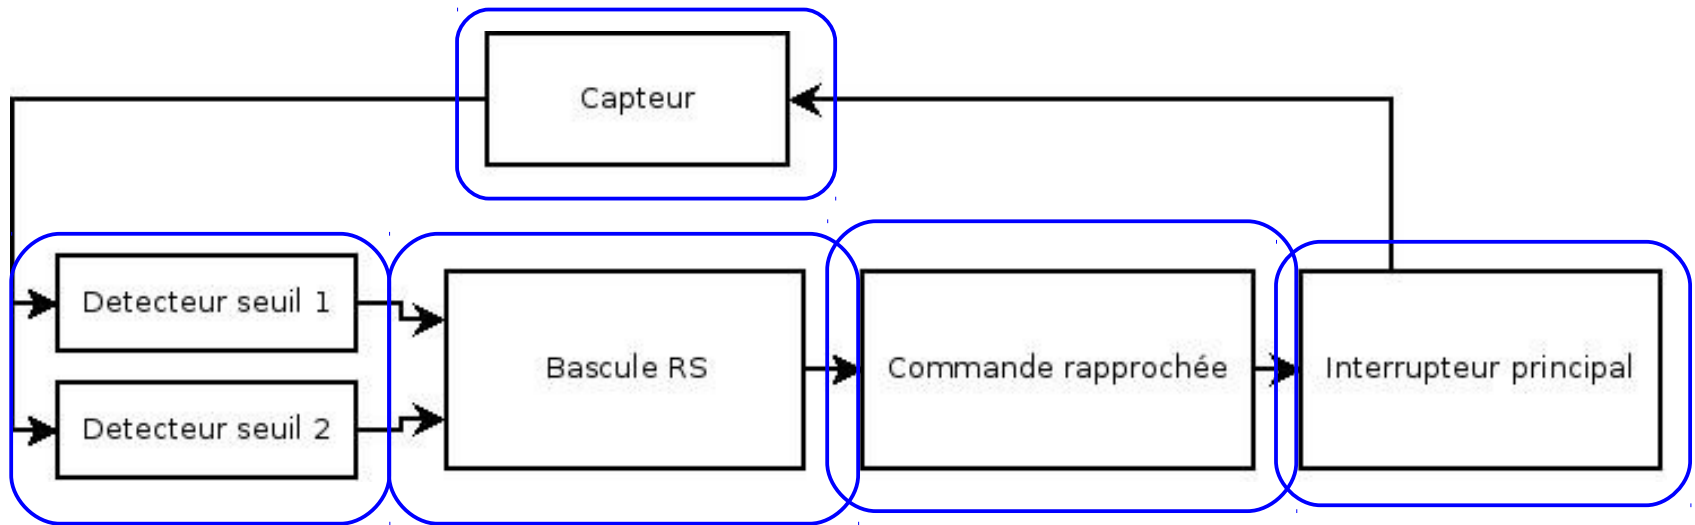 Capteur
Detecteur seuil 1
Detecteur seuil 2
Bascule RS
Commande rapprochée
Interrupteur principal